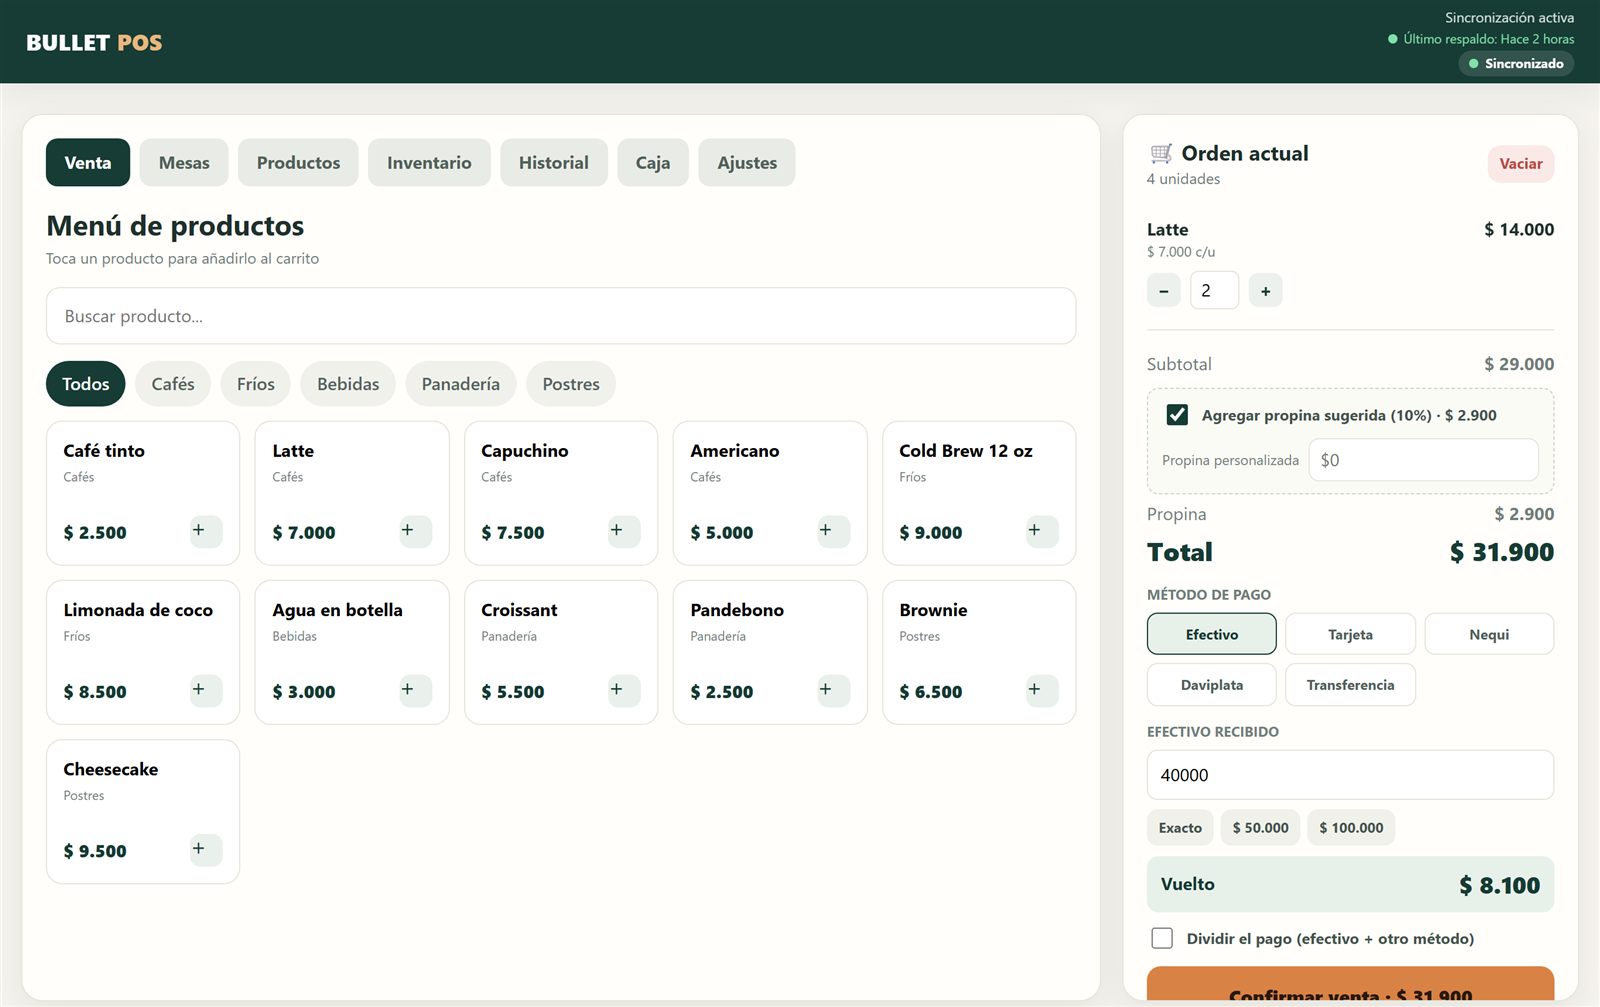 BULLET POS
Sincronización activa
Último respaldo: Hace 2 horas
Sincronizado
Venta
Mesas
Productos
Inventario
Historial
Caja
Ajustes
Menú de productos
Toca un producto para añadirlo al carrito
Buscar producto...
Todos
Cafés
Fríos
Bebidas
Panadería
Postres
Café tinto
Cafés
$ 2.500
+
Latte
Cafés
$ 7.000
+
Capuchino
Cafés
$ 7.500
+
Americano
Cafés
$ 5.000
+
Cold Brew 12 oz
Fríos
$ 9.000
+
Limonada de coco
Fríos
$ 8.500
+
Agua en botella
Bebidas
$ 3.000
+
Croissant
Panadería
$ 5.500
+
Pandebono
Panadería
$ 2.500
+
Brownie
Postres
$ 6.500
+
Cheesecake
Postres
$ 9.500
+
Orden actual
4 unidades
Vaciar
Latte
$ 14.000
$ 7.000 c/u
− 2 +
Subtotal $ 29.000
Agregar propina sugerida (10%) · $ 2.900
Propina personalizada $0
Propina $ 2.900
Total $ 31.900
MÉTODO DE PAGO
Efectivo
Tarjeta
Nequi
Daviplata
Transferencia
EFECTIVO RECIBIDO
40000
Exacto
$ 50.000
$ 100.000
Vuelto $ 8.100
Dividir el pago (efectivo + otro método)
Confirmar venta · $ 31.900